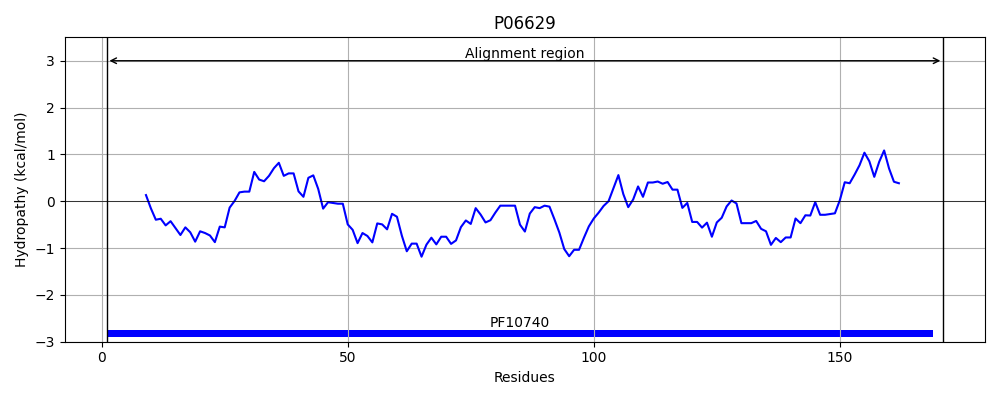 P06629
Hydropathy (kcal/mol)
3
2
1
0
−1
−2
−3
Alignment region
PF10740
0
50
100
150
Residues